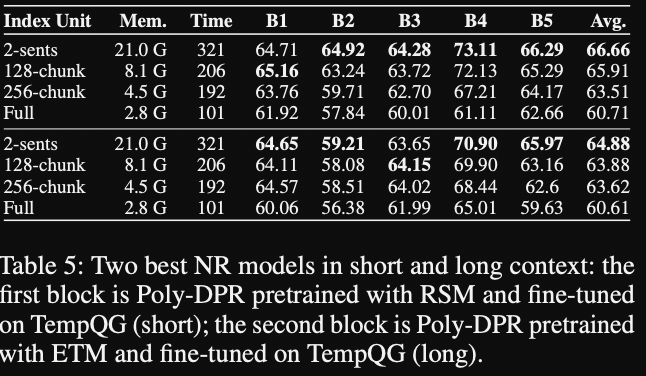 Index Unit Mem. Time B1 B2 B3 B4 B5 Avg.
2-sents 21.0 G 321 64.71 64.92 64.28 73.11 66.29 66.66
128-chunk 8.1 G 206 65.16 63.24 63.72 72.13 65.29 65.91
256-chunk 4.5 G 192 63.76 59.71 62.70 67.21 64.17 63.51
Full 2.8 G 101 61.92 57.84 60.01 61.11 62.66 60.71
2-sents 21.0 G 321 64.65 59.21 63.65 70.90 65.97 64.88
128-chunk 8.1 G 206 64.11 58.08 64.15 69.90 63.16 63.88
256-chunk 4.5 G 192 64.57 58.51 64.02 68.44 62.6 63.62
Full 2.8 G 101 60.06 56.38 61.99 65.01 59.63 60.61
Table 5: Two best NR models in short and long context: the
first block is Poly-DPR pretrained with RSM and fine-tuned
on TempQG (short); the second block is Poly-DPR pretrained
with ETM and fine-tuned on TempQG (long).